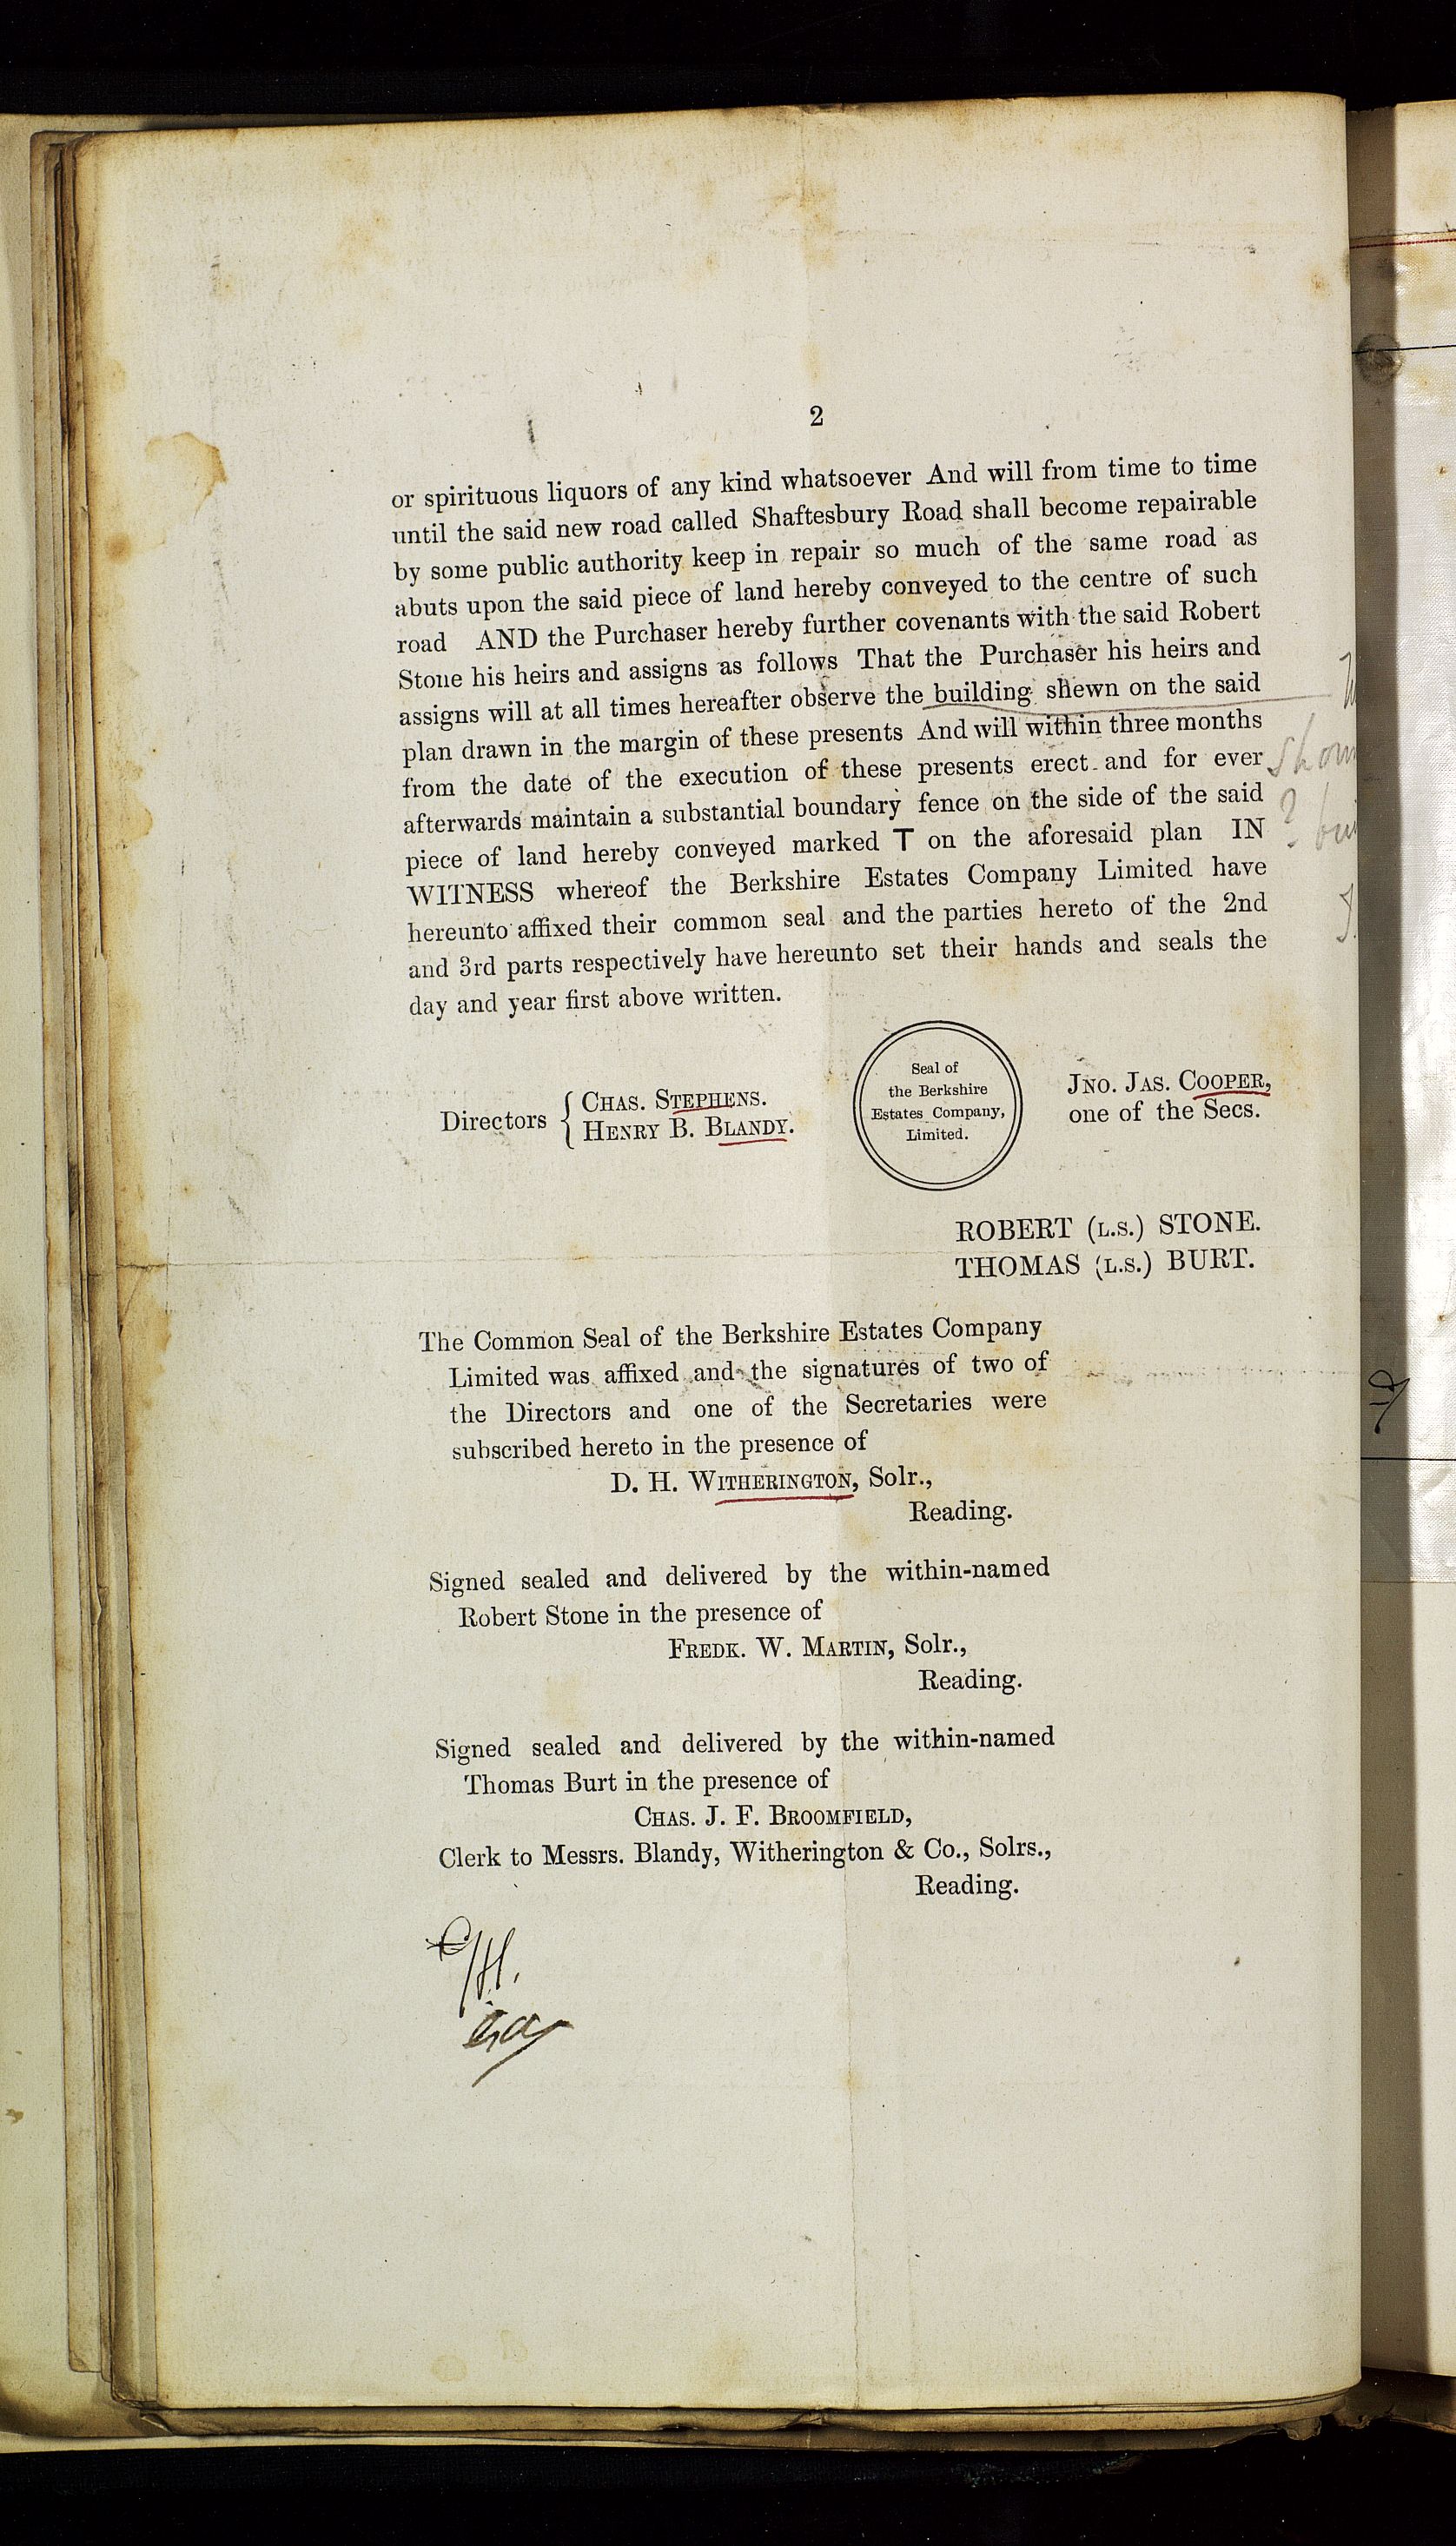 2
or spirituous liquors of any kind whatsoever And will from time to time
until the said new road called Shaftesbury Road shall become repairable
by some public authority keep in repair so much of the same road as
abuts upon the said piece of land hereby conveyed to the centre of such
road AND the Purchaser hereby further covenants with the said Robert
Stone his heirs and assigns as follows That the Purchaser his heirs and
assigns will at all times hereafter observe the building shewn on the said
plan drawn in the margin of these presents And will within three months
from the date of the execution of these presents erect and for ever
afterwards maintain a substantial boundary fence on the side of the said
piece of land hereby conveyed marked T on the aforesaid plan IN
WITNESS whereof the Berkshire Estates Company Limited have
hereunto affixed their common seal and the parties hereto of the 2nd
and 3rd parts respectively have hereunto set their hands and seals the
day and year first above written.
Directors { CHAS. STEPHENS.
HENRY B. BLANDY.
Seal of
the Berkshire
Estates Company,
Limited.
JNO. JAS. COOPER,
one of the Secs.
ROBERT (L.S.) STONE.
THOMAS (L.S.) BURT.
The Common Seal of the Berkshire Estates Company
Limited was affixed and the signatures of two of
the Directors and one of the Secretaries were
subscribed hereto in the presence of
D. H. WITHERINGTON, Solr.,
Reading.
Signed sealed and delivered by the within-named
Robert Stone in the presence of
FREDK. W. MARTIN, Solr.,
Reading.
Signed sealed and delivered by the within-named
Thomas Burt in the presence of
CHAS. J. F. BROOMFIELD,
Clerk to Messrs. Blandy, Witherington & Co., Solrs.,
Reading.